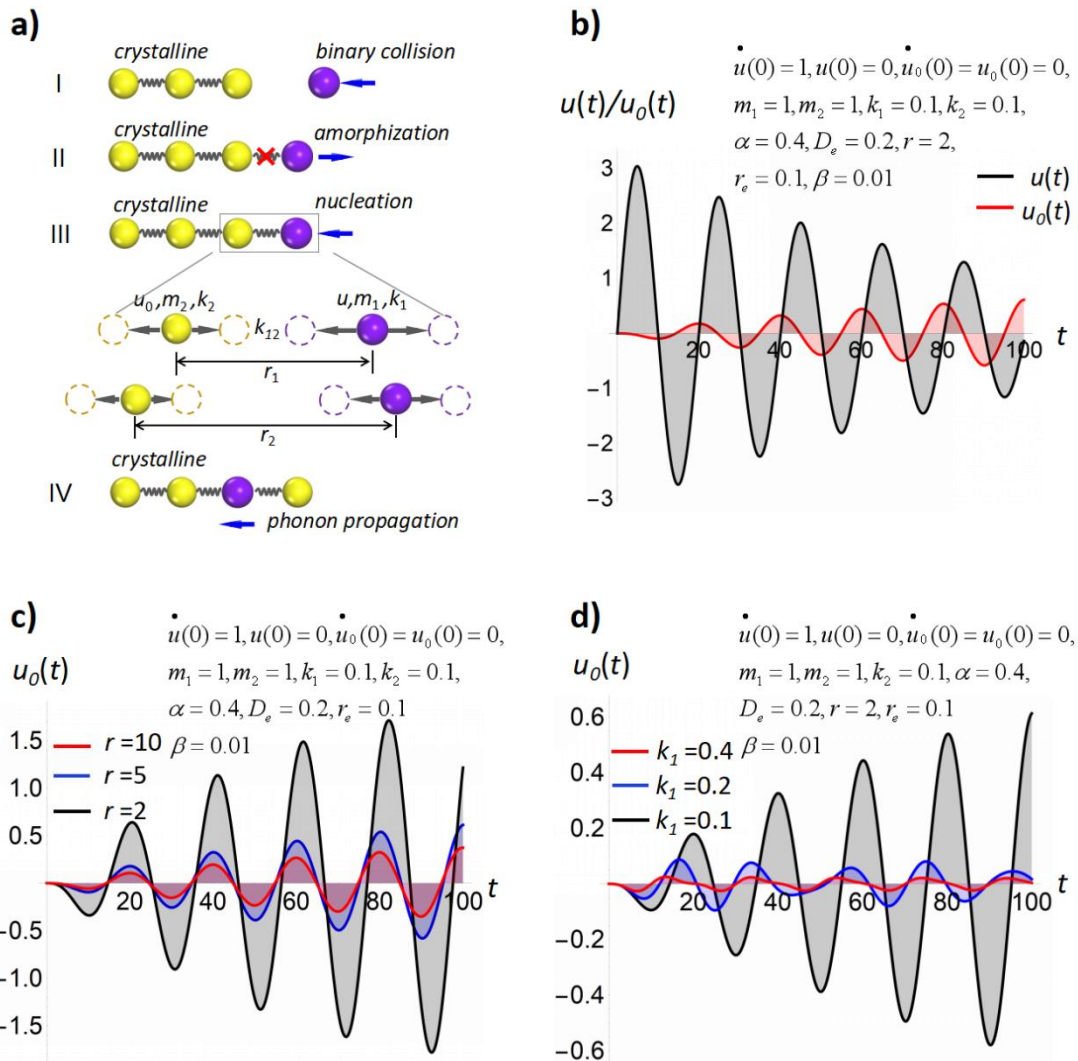 a)
crystalline
binary collision
I
crystalline
amorphization
II
crystalline
nucleation
III
u₀,m₂,k₂
u,m₁,k₁
k₁₂
r₁
r₂
crystalline
IV
phonon propagation
b)
u̇(0) = 1, u(0) = 0, u̇₀(0) = u₀(0) = 0,
u(t)/u₀(t)
m₁ = 1, m₂ = 1, k₁ = 0.1, k₂ = 0.1,
α = 0.4, Dₑ = 0.2, r = 2,
rₑ = 0.1, β = 0.01
u(t)
u₀(t)
3
2
1
20 40 60 80 100 t
−1
−2
−3
c)
u̇(0) = 1, u(0) = 0, u̇₀(0) = u₀(0) = 0,
u₀(t)
m₁ = 1, m₂ = 1, k₁ = 0.1, k₂ = 0.1,
α = 0.4, Dₑ = 0.2, rₑ = 0.1
β = 0.01
r =10
r =5
r =2
1.5
1.0
0.5
20 40 60 80 100 t
−0.5
−1.0
−1.5
d)
u̇(0) = 1, u(0) = 0, u̇₀(0) = u₀(0) = 0,
u₀(t)
m₁ = 1, m₂ = 1, k₂ = 0.1, α = 0.4,
Dₑ = 0.2, r = 2, rₑ = 0.1
β = 0.01
k₁=0.4
k₁=0.2
k₁=0.1
0.6
0.4
0.2
20 40 60 80 100 t
−0.2
−0.4
−0.6